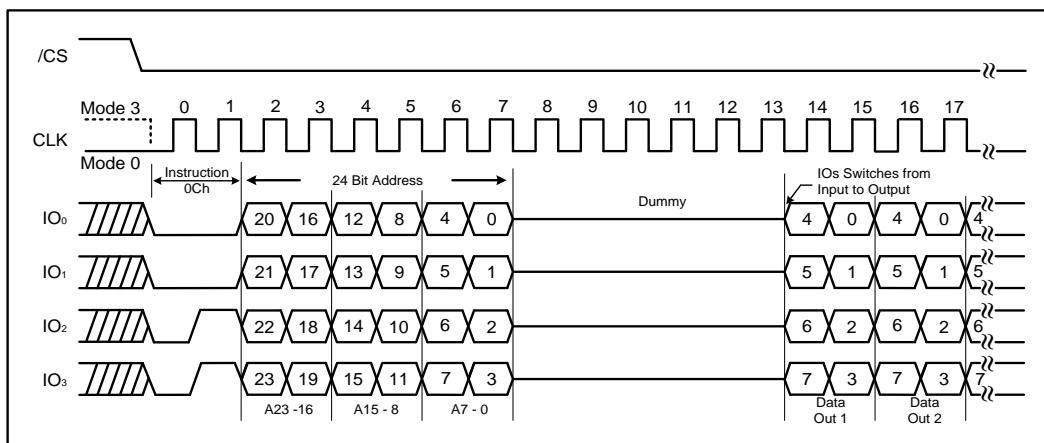 /CS
Mode 3 0 1 2 3 4 5 6 7 8 9 10 11 12 13 14 15 16 17
CLK
Mode 0
Instruction
0Ch
24 Bit Address
IOs Switches from
Input to Output
Dummy
IO0 20 16 12 8 4 0 4 0 4 0 4
IO1 21 17 13 9 5 1 5 1 5 1 5
IO2 22 18 14 10 6 2 6 2 6 2 6
IO3 23 19 15 11 7 3 7 3 7 3 7
A23 -16 A15 - 8 A7 - 0
Data
Out 1
Data
Out 2